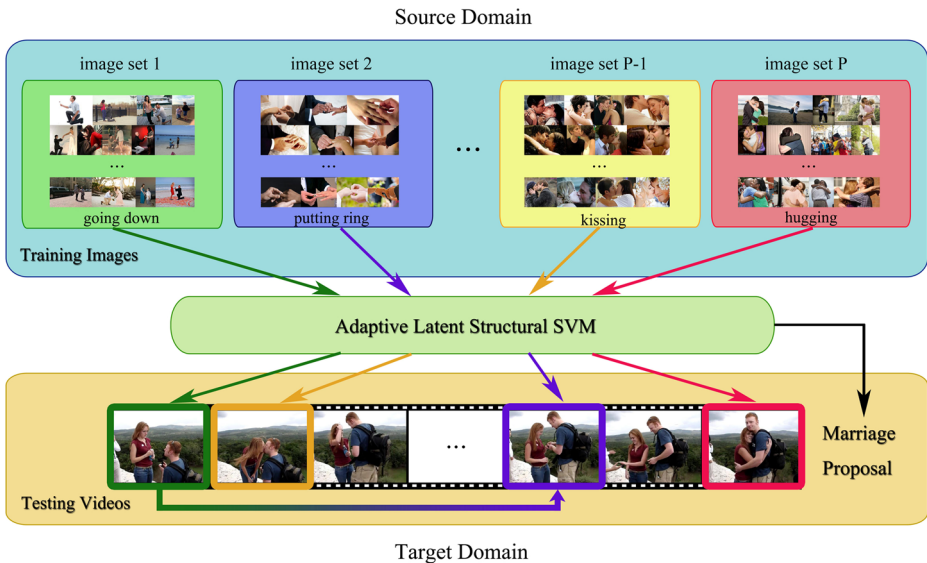 Source Domain
image set 1
image set 2
image set P-1
image set P
...
...
...
...
...
going down
putting ring
kissing
hugging
Training Images
Adaptive Latent Structural SVM
...
Marriage
Proposal
Testing Videos
Target Domain